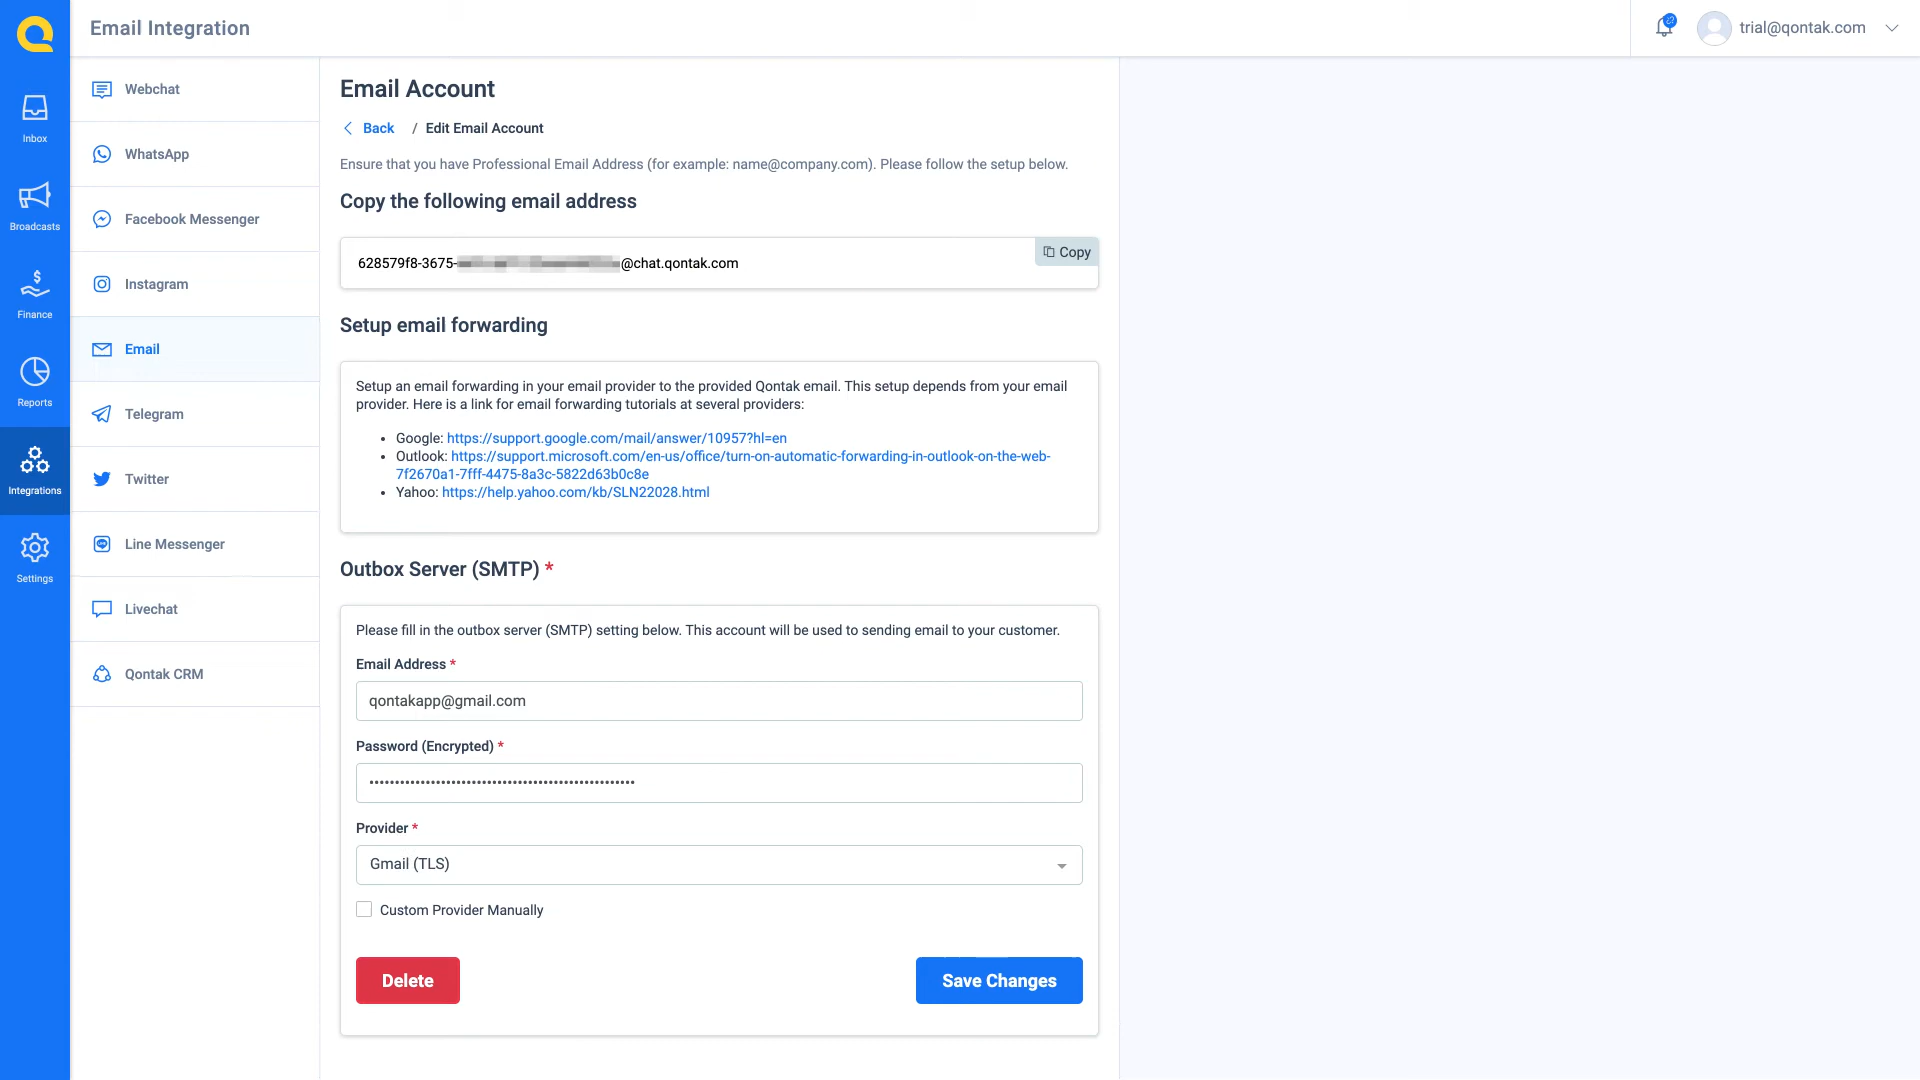 Email Integration
trial@qontak.com
Inbox
Broadcasts
Finance
Reports
Integrations
Settings
Webchat
WhatsApp
Facebook Messenger
Instagram
Email
Telegram
Twitter
Line Messenger
Livechat
Qontak CRM
Email Account
Back / Edit Email Account
Ensure that you have Professional Email Address (for example: name@company.com). Please follow the setup below.
Copy the following email address
Copy
628579f8-3675- @chat.qontak.com
Setup email forwarding
Setup an email forwarding in your email provider to the provided Qontak email. This setup depends from your email
provider. Here is a link for email forwarding tutorials at several providers:
• Google: https://support.google.com/mail/answer/10957?hl=en
• Outlook: https://support.microsoft.com/en-us/office/turn-on-automatic-forwarding-in-outlook-on-the-web-
7f2670a1-7fff-4475-8a3c-5822d63b0c8e
• Yahoo: https://help.yahoo.com/kb/SLN22028.html
Outbox Server (SMTP) *
Please fill in the outbox server (SMTP) setting below. This account will be used to sending email to your customer.
Email Address *
qontakapp@gmail.com
Password (Encrypted) *
Provider *
Gmail (TLS)
Custom Provider Manually
Delete
Save Changes